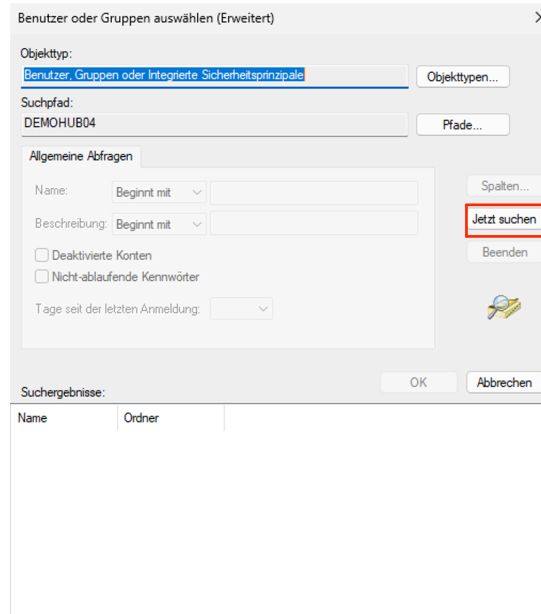 Benutzer oder Gruppen auswählen (Erweitert)
Objekttyp:
Benutzer, Gruppen oder Integrierte Sicherheitsprinzipale
Objekttypen...
Suchpfad:
DEMOHUB04
Pfade...
Allgemeine Abfragen
Name:
Beginnt mit
Spalten...
Beschreibung:
Beginnt mit
Jetzt suchen
Deaktivierte Konten
Beenden
Nicht-ablaufende Kennwörter
Tage seit der letzten Anmeldung:
OK
Abbrechen
Suchergebnisse:
Name
Ordner